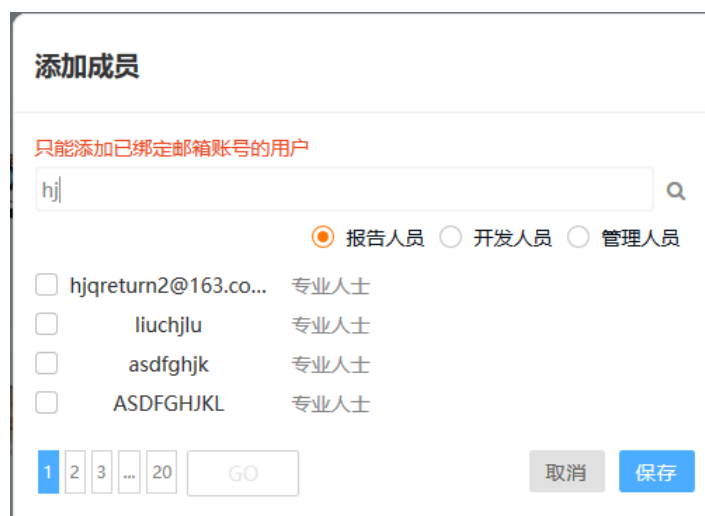 添加成员
只能添加已绑定邮箱账号的用户
hj
报告人员 开发人员 管理人员
hjqreturn2@163.co... 专业人士
liuchjlu 专业人士
asdfghjk 专业人士
ASDFGHJKL 专业人士
1 2 3 ... 20 GO 取消 保存